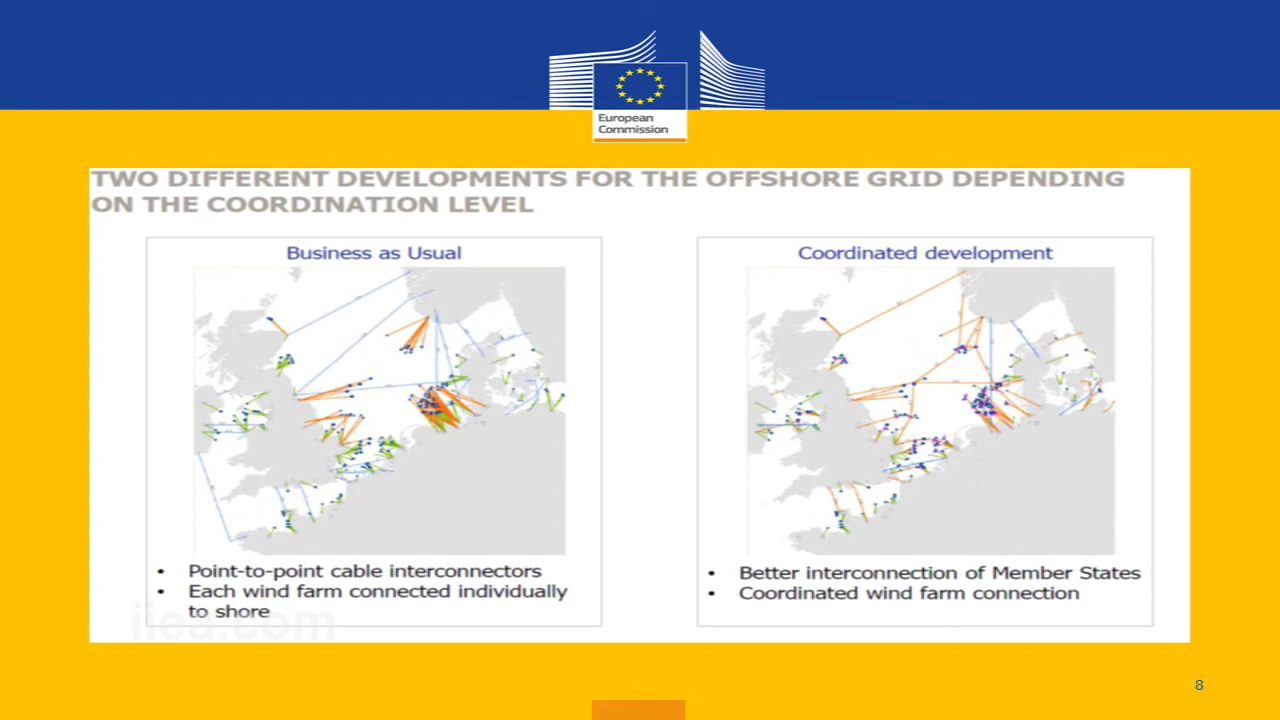 European
Commission
TWO DIFFERENT DEVELOPMENTS FOR THE OFFSHORE GRID DEPENDING
ON THE COORDINATION LEVEL
Business as Usual
• Point-to-point cable interconnectors
• Each wind farm connected individually
to shore
iiea.com
Coordinated development
• Better interconnection of Member States
• Coordinated wind farm connection
8